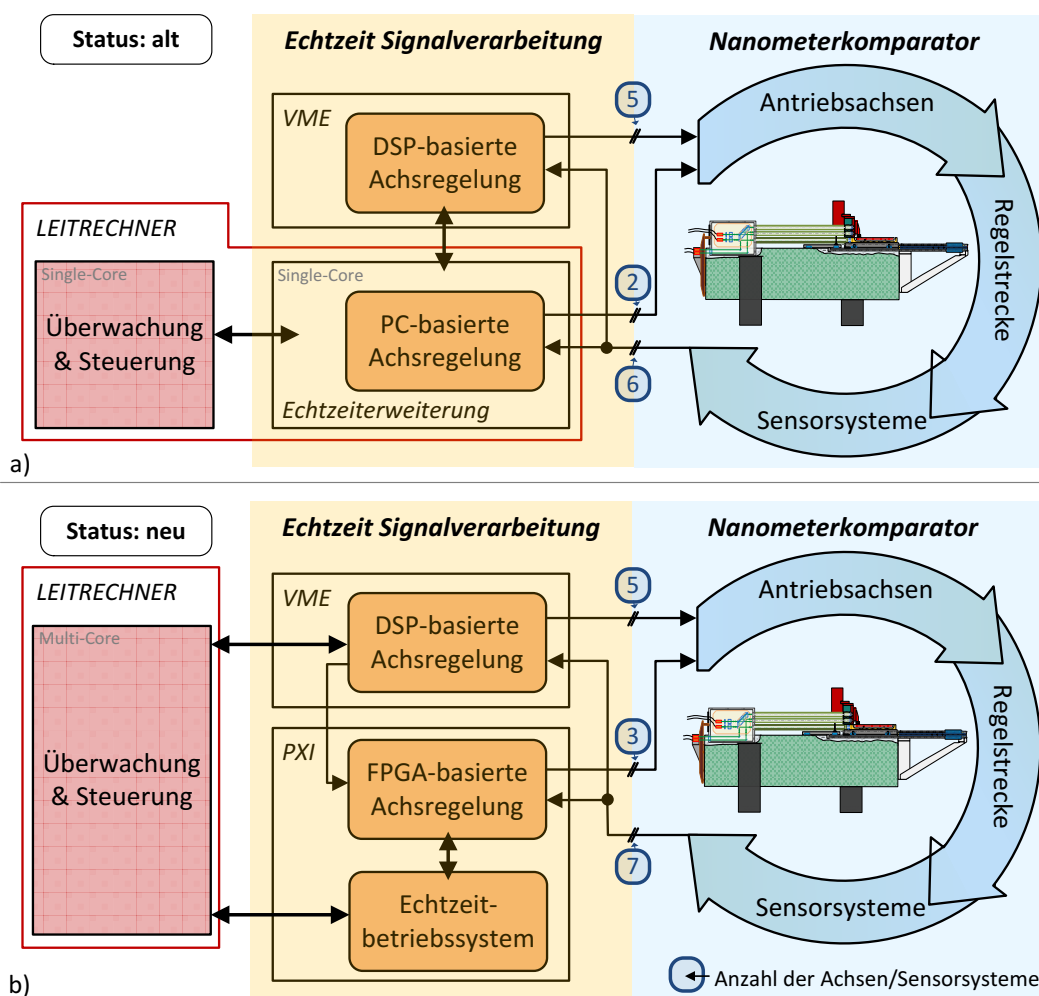 Status: alt
Echtzeit Signalverarbeitung
Nanometerkomparator
VME
DSP-basierte
Achsregelung
5
Antriebsachsen
LEITRECHNER
Single-Core
Überwachung
& Steuerung
Single-Core
PC-basierte
Achsregelung
Echtzeiterweiterung
2
6
Regelstrecke
Sensorsysteme
a)
Status: neu
Echtzeit Signalverarbeitung
Nanometerkomparator
LEITRECHNER
Multi-Core
Überwachung
& Steuerung
VME
DSP-basierte
Achsregelung
5
Antriebsachsen
PXI
FPGA-basierte
Achsregelung
3
7
Regelstrecke
Echtzeit-
betriebssystem
Sensorsysteme
b)
Anzahl der Achsen/Sensorsysteme